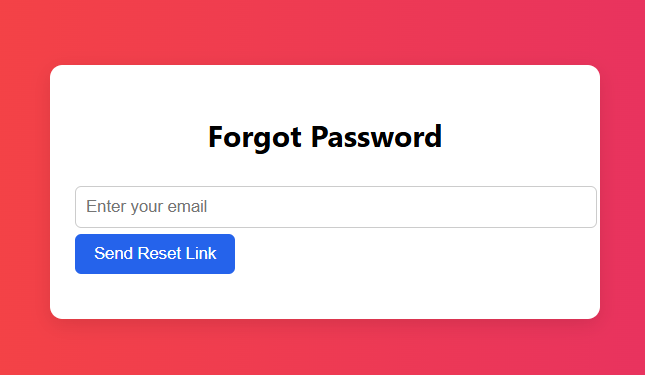 Forgot Password
Enter your email
Send Reset Link